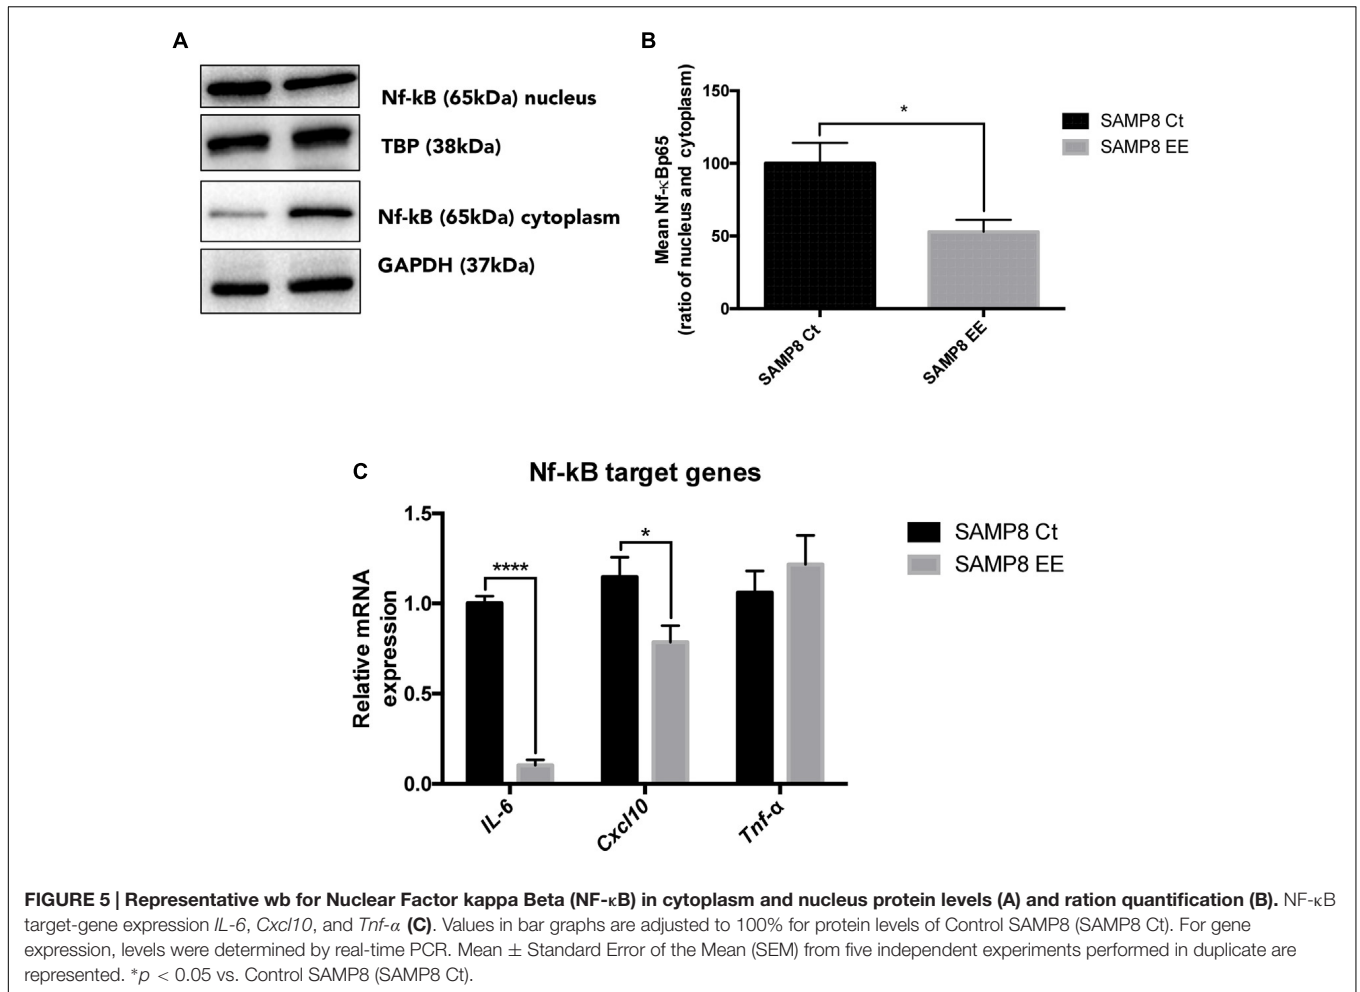 A
Nf-kB (65kDa) nucleus
TBP (38kDa)
Nf-kB (65kDa) cytoplasm
GAPDH (37kDa)
B
Mean Nf-κBp65
(ratio of nucleus and cytoplasm)
150
100
50
0
*
SAMP8 Ct
SAMP8 EE
SAMP8 Ct
SAMP8 EE
C
Nf-kB target genes
Relative mRNA
expression
1.5
1.0
0.5
0.0
****
*
IL-6
Cxcl10
Tnf-α
SAMP8 Ct
SAMP8 EE
FIGURE 5 | Representative wb for Nuclear Factor kappa Beta (NF-κB) in cytoplasm and nucleus protein levels (A) and ration quantification (B). NF-κB
target-gene expression IL-6, Cxcl10, and Tnf-α (C). Values in bar graphs are adjusted to 100% for protein levels of Control SAMP8 (SAMP8 Ct). For gene
expression, levels were determined by real-time PCR. Mean ± Standard Error of the Mean (SEM) from five independent experiments performed in duplicate are
represented. *p < 0.05 vs. Control SAMP8 (SAMP8 Ct).